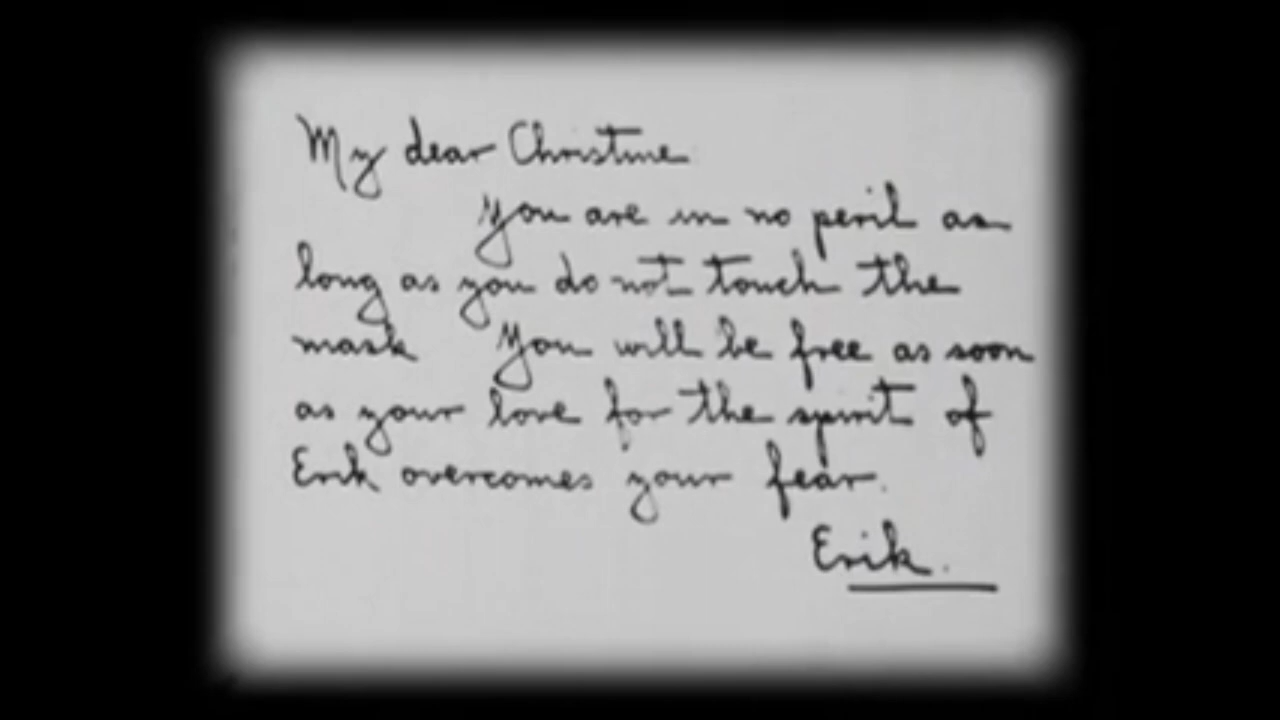 My dear Christine
You are in no peril as
long as you do not touch the
mask You will be free as soon
as your love for the spirit of
Erik overcomes your fear.
Erik.